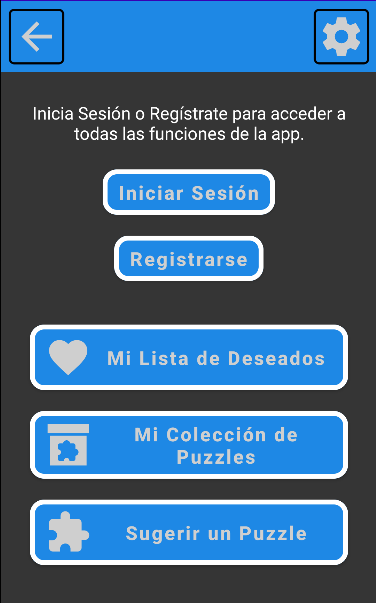 Inicia Sesión o Regístrate para acceder a
todas las funciones de la app.
Iniciar Sesión
Registrarse
Mi Lista de Deseados
Mi Colección de
Puzzles
Sugerir un Puzzle